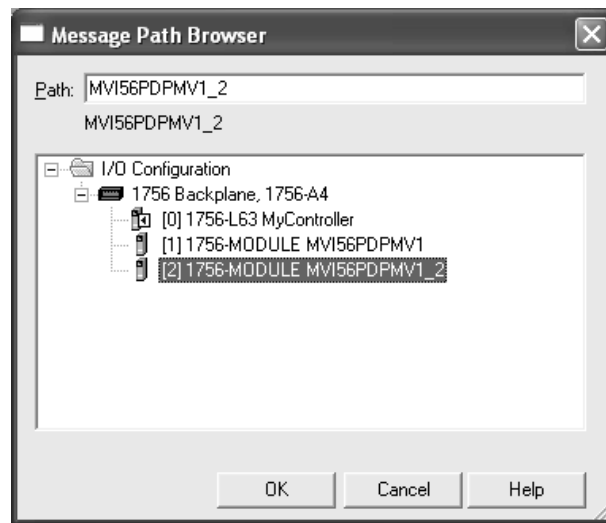 Message Path Browser
Path: MVI56PDPMV1_2
MVI56PDPMV1_2
I/O Configuration
1756 Backplane, 1756-A4
[0] 1756-L63 MyController
[1] 1756-MODULE MVI56PDPMV1
[2] 1756-MODULE MVI56PDPMV1_2
OK Cancel Help